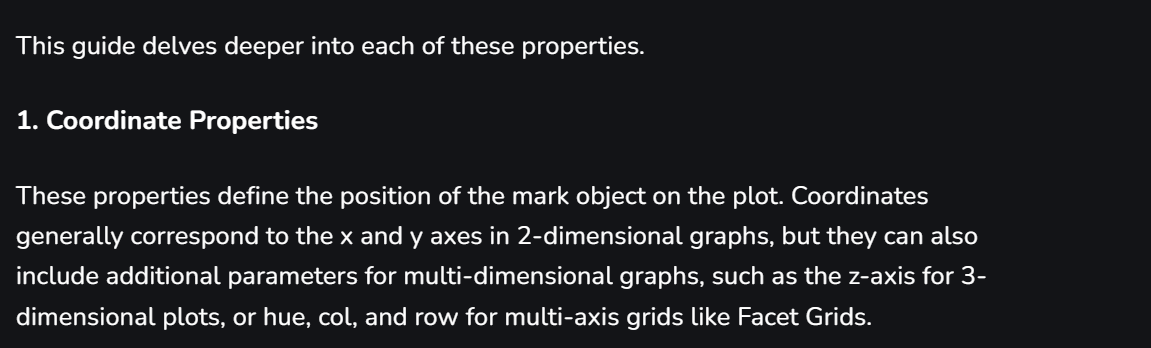 This guide delves deeper into each of these properties.
1. Coordinate Properties
These properties define the position of the mark object on the plot. Coordinates
generally correspond to the x and y axes in 2-dimensional graphs, but they can also
include additional parameters for multi-dimensional graphs, such as the z-axis for 3-
dimensional plots, or hue, col, and row for multi-axis grids like Facet Grids.